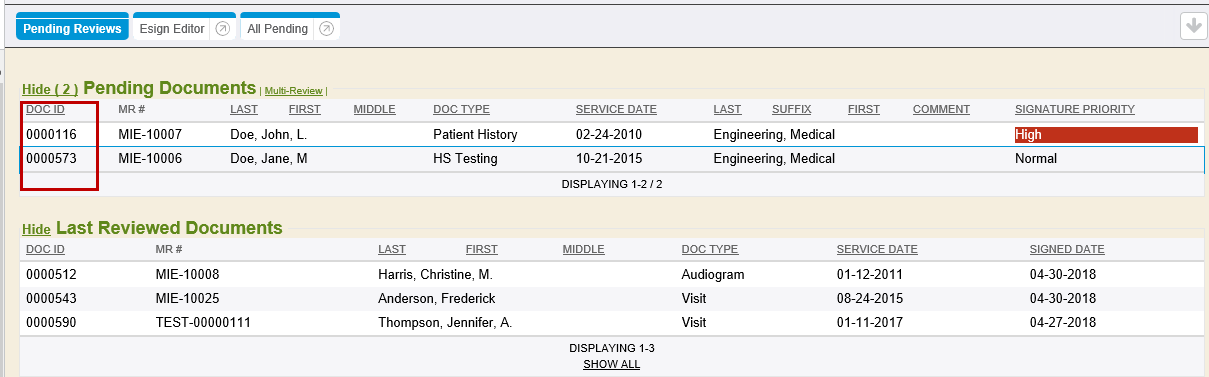 Pending Reviews Esign Editor All Pending
Hide ( 2 ) Pending Documents | Multi-Review |
DOC ID MR # LAST FIRST MIDDLE DOC TYPE SERVICE DATE LAST SUFFIX FIRST COMMENT SIGNATURE PRIORITY
0000116 MIE-10007 Doe, John, L. Patient History 02-24-2010 Engineering, Medical High
0000573 MIE-10006 Doe, Jane, M HS Testing 10-21-2015 Engineering, Medical Normal
DISPLAYING 1-2 / 2
Hide Last Reviewed Documents
DOC ID MR # LAST FIRST MIDDLE DOC TYPE SERVICE DATE SIGNED DATE
0000512 MIE-10008 Harris, Christine, M. Audiogram 01-12-2011 04-30-2018
0000543 MIE-10025 Anderson, Frederick Visit 08-24-2015 04-30-2018
0000590 TEST-00000111 Thompson, Jennifer, A. Visit 01-11-2017 04-27-2018
DISPLAYING 1-3
SHOW ALL